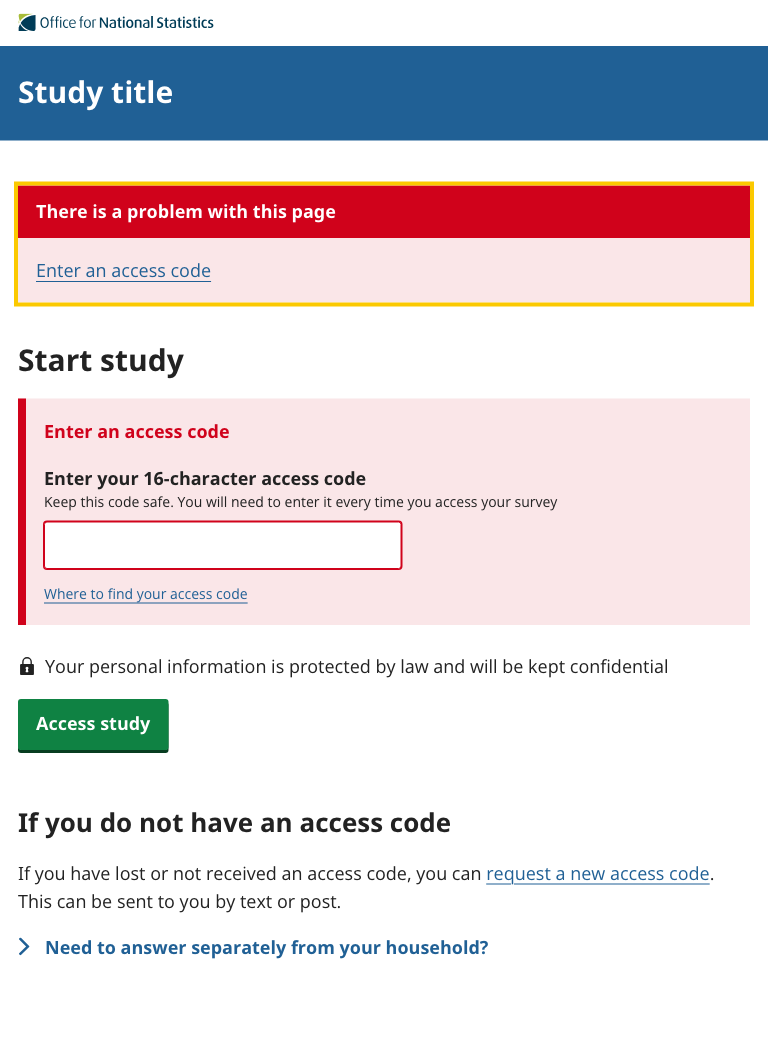 Office for National Statistics
Study title
There is a problem with this page
Enter an access code
Start study
Enter an access code
Enter your 16-character access code
Keep this code safe. You will need to enter it every time you access your survey
Where to find your access code
Your personal information is protected by law and will be kept confidential
Access study
If you do not have an access code
If you have lost or not received an access code, you can request a new access code.
This can be sent to you by text or post.
Need to answer separately from your household?